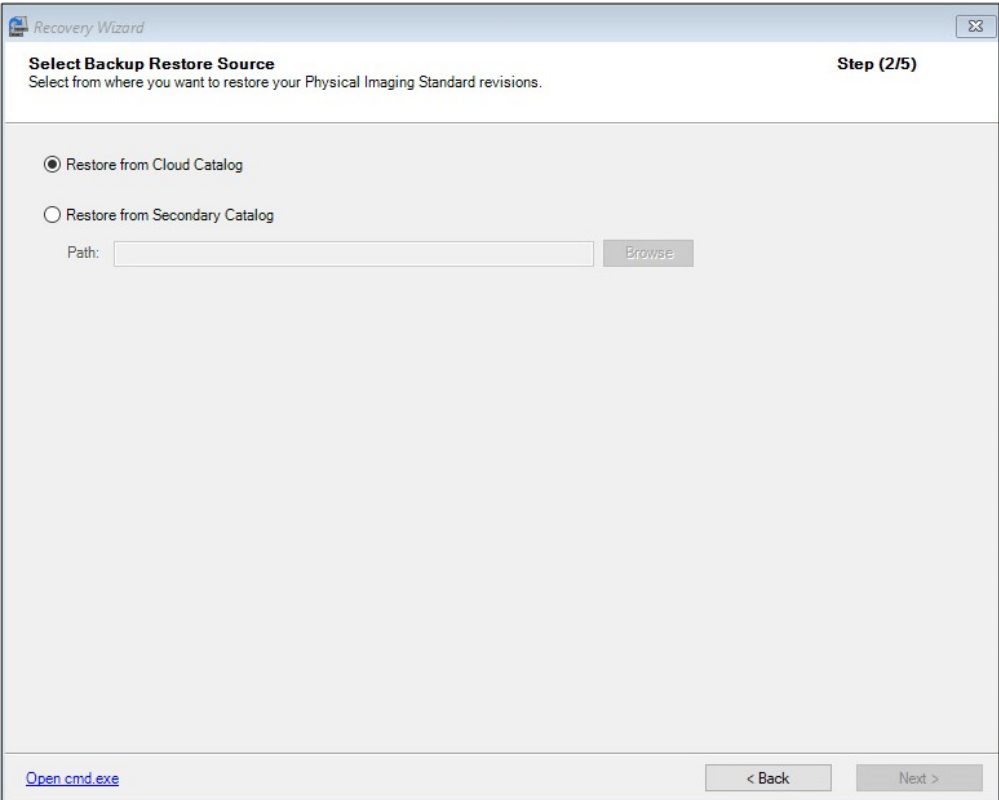 Recovery Wizard
Select Backup Restore Source
Step (2/5)
Select from where you want to restore your Physical Imaging Standard revisions.
Restore from Cloud Catalog
Restore from Secondary Catalog
Path:
Browse
Open cmd.exe
< Back
Next >